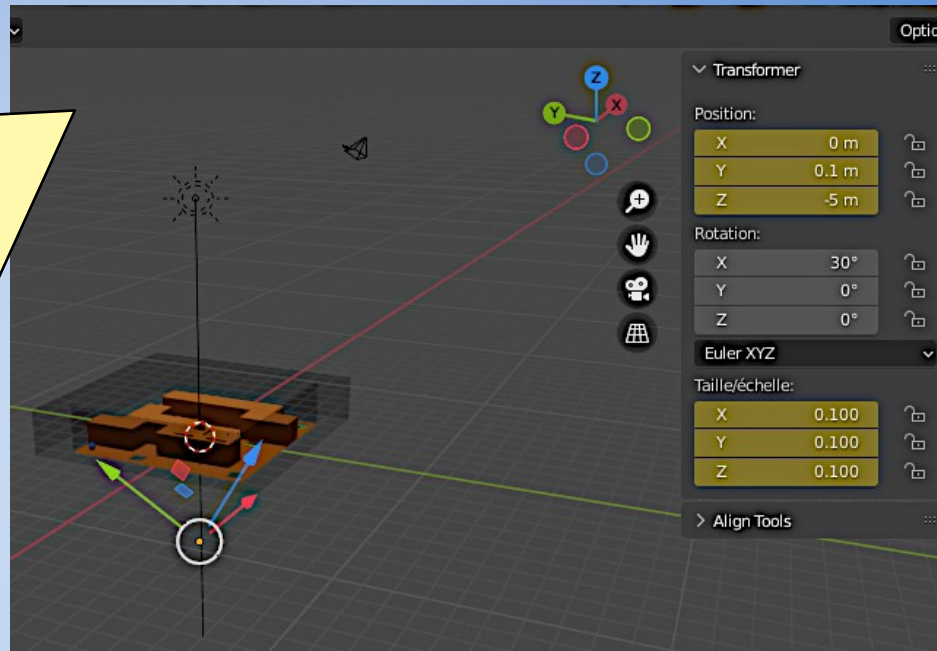 Optio
Transformer
Position:
X 0 m
Y 0.1 m
Z -5 m
Rotation:
X 30°
Y 0°
Z 0°
Euler XYZ
Taille/échelle:
X 0.100
Y 0.100
Z 0.100
Align Tools
Z
Y
X